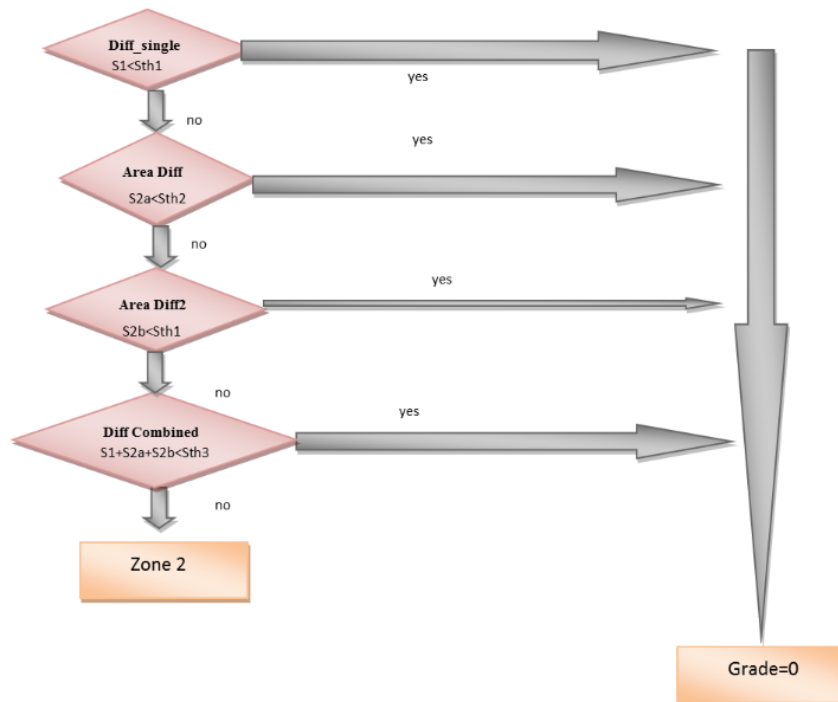 Diff_single
S1<Sth1
yes
no
yes
Area Diff
S2a<Sth2
no
yes
Area Diff2
S2b<Sth1
no
yes
Diff Combined
S1+S2a+S2b<Sth3
no
Zone 2
Grade=0